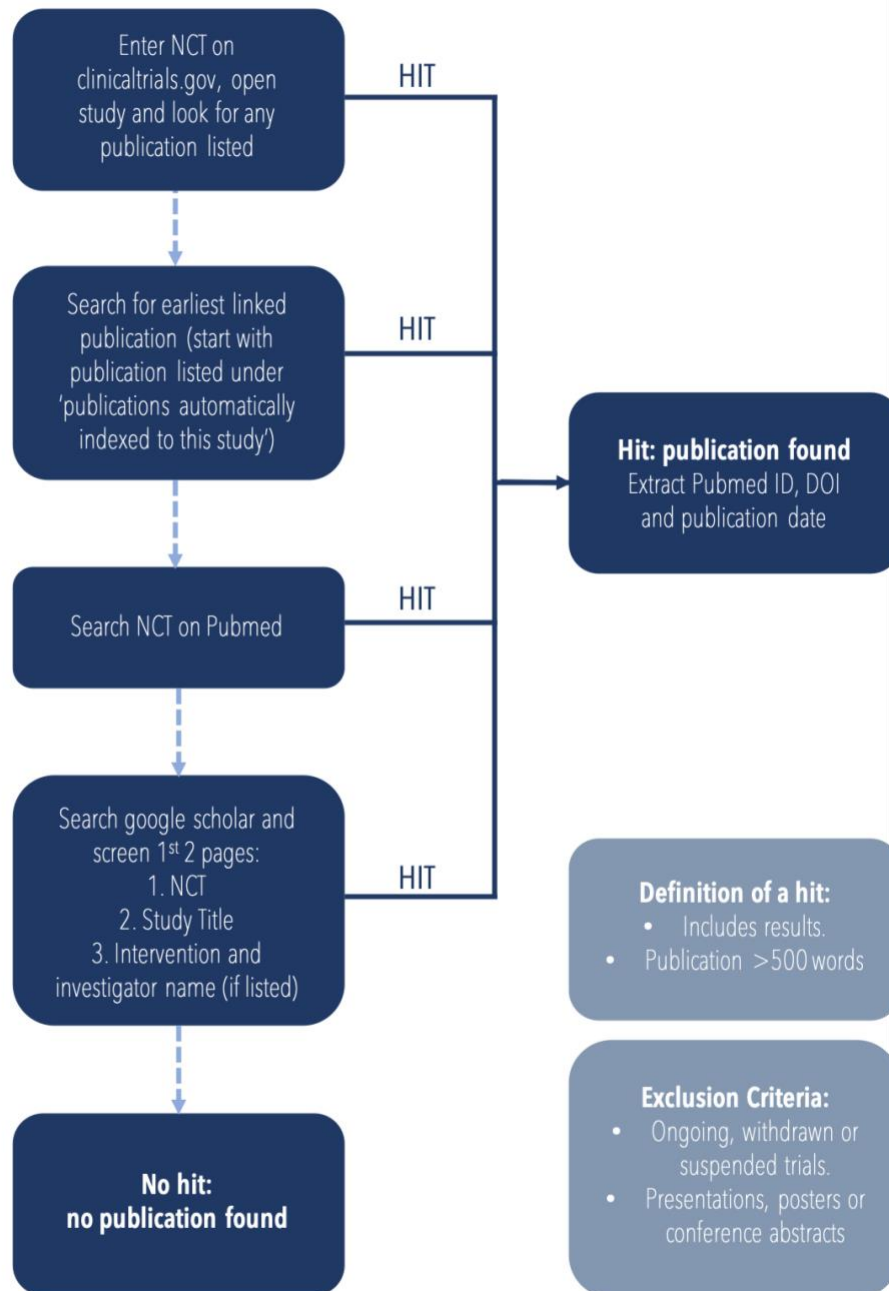 Enter NCT on
clinicaltrials.gov, open
study and look for any
publication listed
HIT
Search for earliest linked
publication (start with
publication listed under
‘publications automatically
indexed to this study’)
HIT
Hit: publication found
Extract Pubmed ID, DOI
and publication date
Search NCT on Pubmed
HIT
Search google scholar and
screen 1st 2 pages:
1. NCT
2. Study Title
3. Intervention and
investigator name (if listed)
HIT
Definition of a hit:
• Includes results.
• Publication >500 words
No hit:
no publication found
Exclusion Criteria:
• Ongoing, withdrawn or
suspended trials.
• Presentations, posters or
conference abstracts